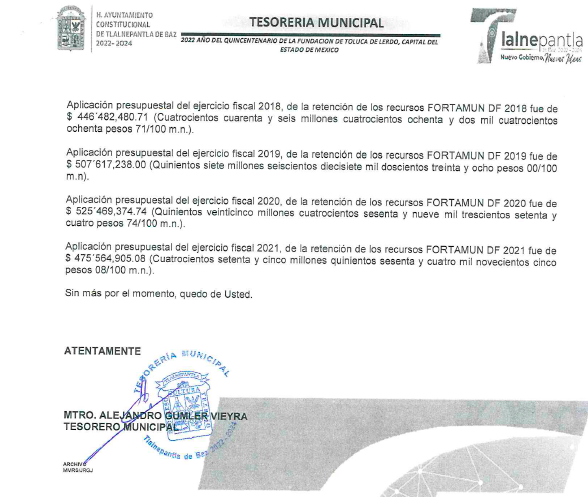 H. AYUNTAMIENTO
CONSTITUCIONAL
DE TLALNEPANTLA DE BAZ
2022- 2024
TESORERIA MUNICIPAL
2022 AÑO DEL QUINCENTENARIO DE LA FUNDACION DE TOLUCA DE LERDO, CAPITAL DEL
ESTADO DE MEXICO
Tlalnepantla
Nuevo Gobierno,
Aplicación presupuestal del ejercicio fiscal 2018, de la retención de los recursos FORTAMUN DF 2018 fue de
$ 446´482,480.71 (Cuatrocientos cuarenta y seis millones cuatrocientos ochenta y dos mil cuatrocientos
ochenta pesos 71/100 m.n.).
Aplicación presupuestal del ejercicio fiscal 2019, de la retención de los recursos FORTAMUN DF 2019 fue de
$ 507´617,238.00 (Quinientos siete millones seiscientos diecisiete mil doscientos treinta y ocho pesos 00/100
m.n).
Aplicación presupuestal del ejercicio fiscal 2020, de la retención de los recursos FORTAMUN DF 2020 fue de
$ 525´469,374.74 (Quinientos veinticinco millones cuatrocientos sesenta y nueve mil trescientos setenta y
cuatro pesos 74/100 m.n.).
Aplicación presupuestal del ejercicio fiscal 2021, de la retención de los recursos FORTAMUN DF 2021 fue de
$ 475´564,905.08 (Cuatrocientos setenta y cinco millones quinientos sesenta y cuatro mil novecientos cinco
pesos 08/100 m.n.).
Sin más por el momento, quedo de Usted.
ATENTAMENTE
TESORERÍA MUNICIPAL
CULTURA
MTRO. ALEJANDRO GUMLER VIEYRA
TESORERO MUNICIPAL
Tlalnepantla de Baz 2022-2024
ARCHIVO